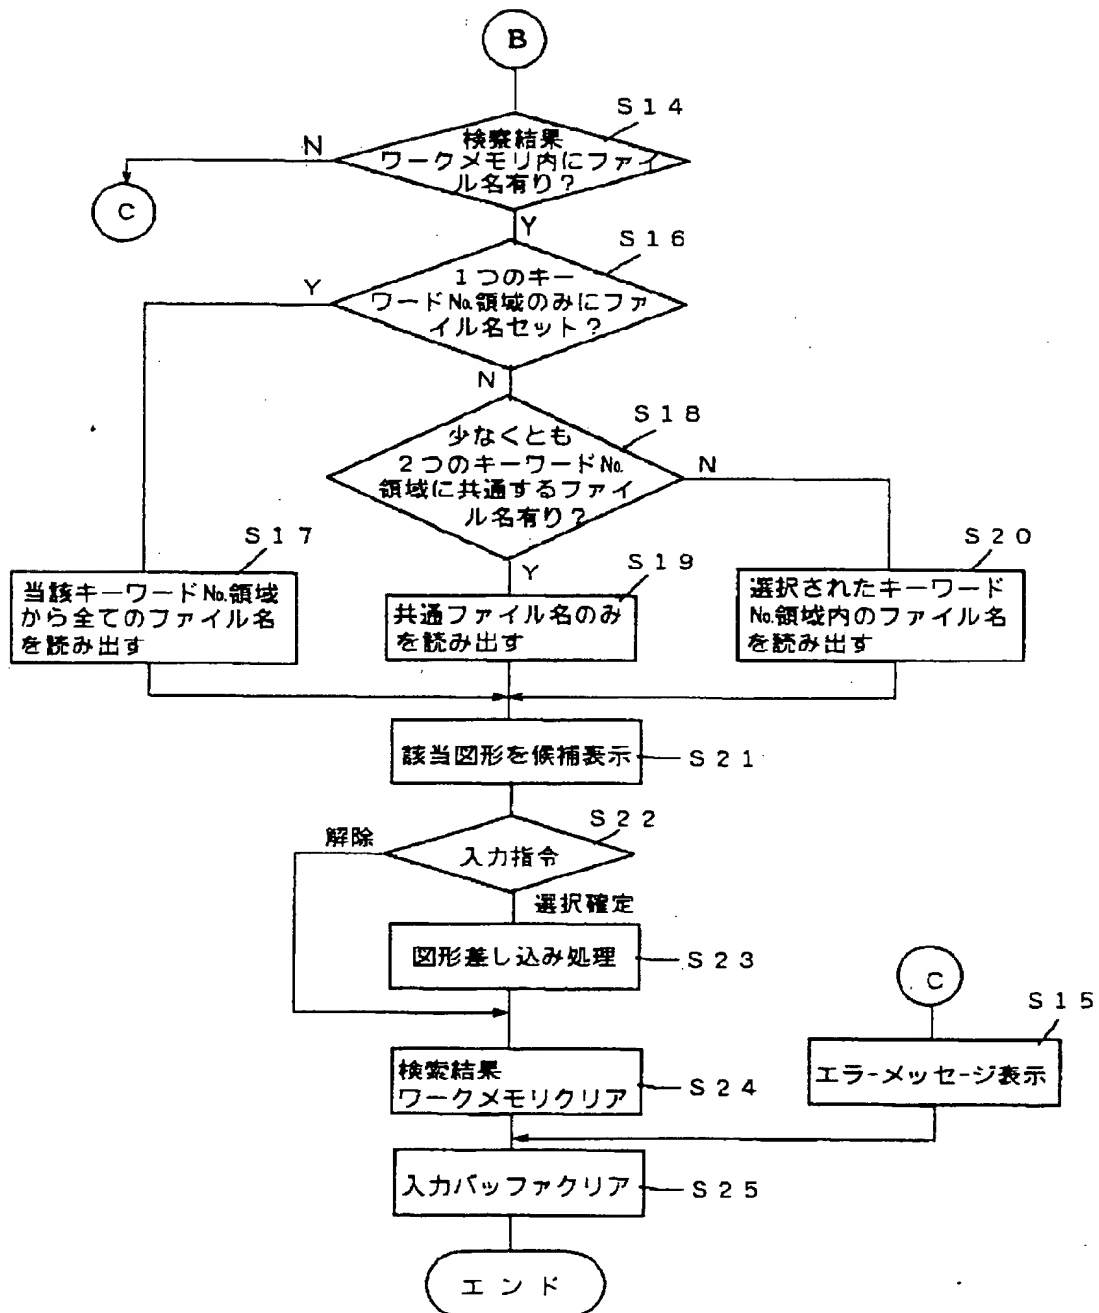 B
S14
検察結果
ワークメモリ内にファイ
ル名有り?
N
C
Y
S16
1つのキー
ワード№領域のみにファ
イル名セット?
Y
N
S18
少なくとも
2つのキーワード№
領域に共通するファイ
ル名有り?
N
Y
S17
当該キーワード№領域
から全てのファイル名
を読み出す
S19
共通ファイル名のみ
を読み出す
S20
選択されたキーワード
№領域内のファイル名
を読み出す
該当図形を候補表示
S21
S22
解除
入力指令
選択確定
図形差し込み処理
S23
C
S15
エラーメッセージ表示
検索結果
ワークメモリクリア
S24
入力バッファクリア
S25
エンド